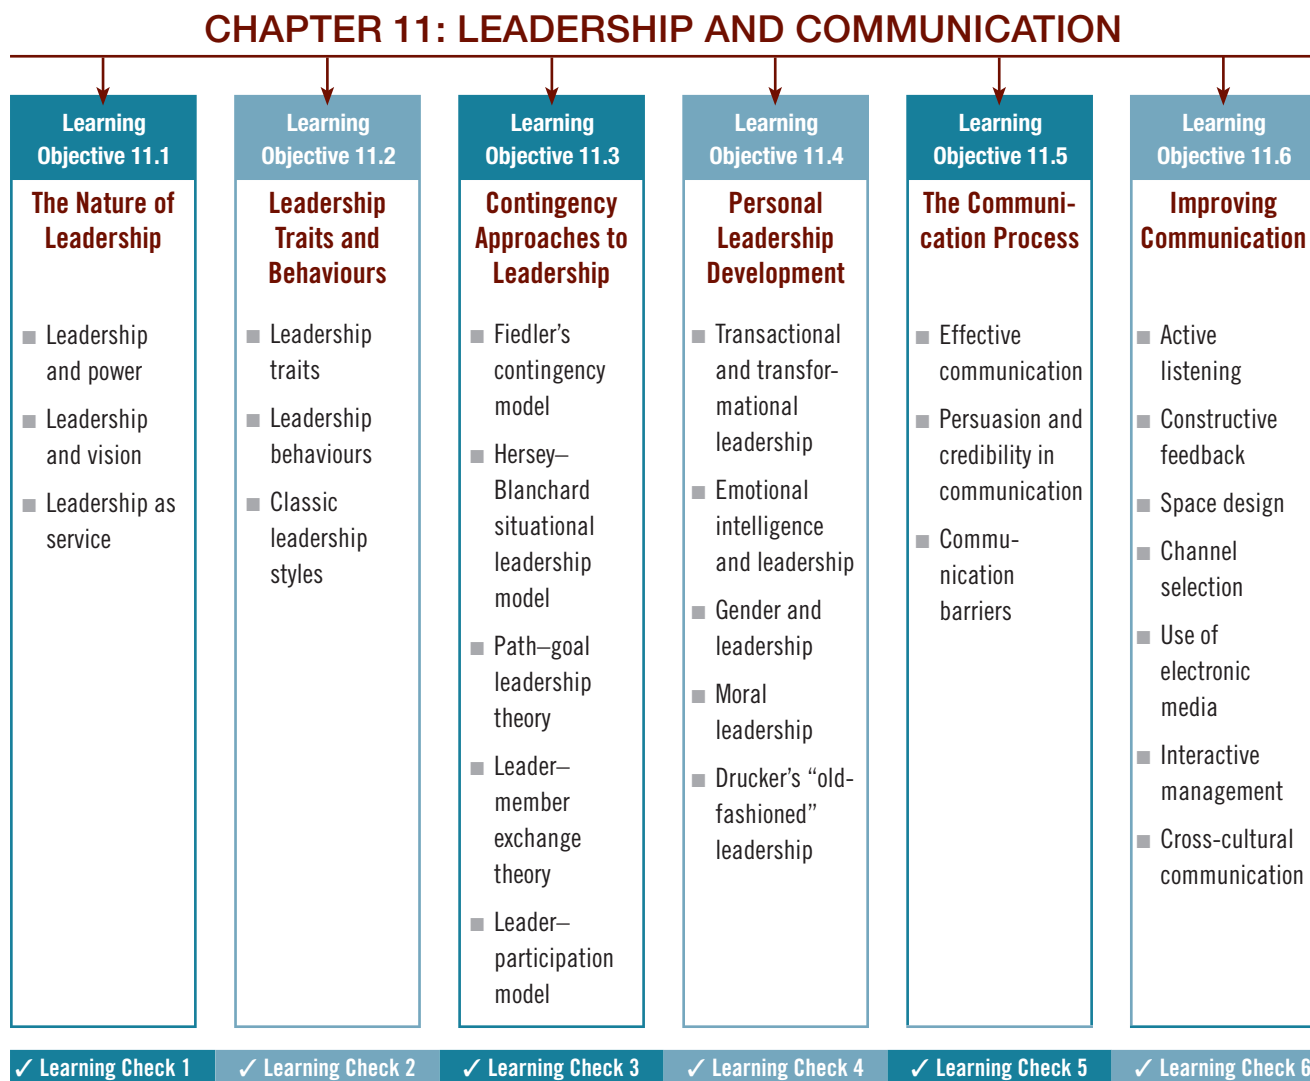 CHAPTER 11: LEADERSHIP AND COMMUNICATION
Learning
Objective 11.1
The Nature of
Leadership
■ Leadership
and power
■ Leadership
and vision
■ Leadership as
service
✓ Learning Check 1
Learning
Objective 11.2
Leadership
Traits and
Behaviours
■ Leadership
traits
■ Leadership
behaviours
■ Classic
leadership
styles
✓ Learning Check 2
Learning
Objective 11.3
Contingency
Approaches to
Leadership
■ Fiedler’s
contingency
model
■ Hersey–
Blanchard
situational
leadership
model
■ Path–goal
leadership
theory
■ Leader–
member
exchange
theory
■ Leader–
participation
model
✓ Learning Check 3
Learning
Objective 11.4
Personal
Leadership
Development
■ Transactional
and transfor-
mational
leadership
■ Emotional
intelligence
and leadership
■ Gender and
leadership
■ Moral
leadership
■ Drucker’s “old-
fashioned”
leadership
✓ Learning Check 4
Learning
Objective 11.5
The Communi-
cation Process
■ Effective
communication
■ Persuasion and
credibility in
communication
■ Commu-
nication
barriers
✓ Learning Check 5
Learning
Objective 11.6
Improving
Communication
■ Active
listening
■ Constructive
feedback
■ Space design
■ Channel
selection
■ Use of
electronic
media
■ Interactive
management
■ Cross-cultural
communication
✓ Learning Check 6